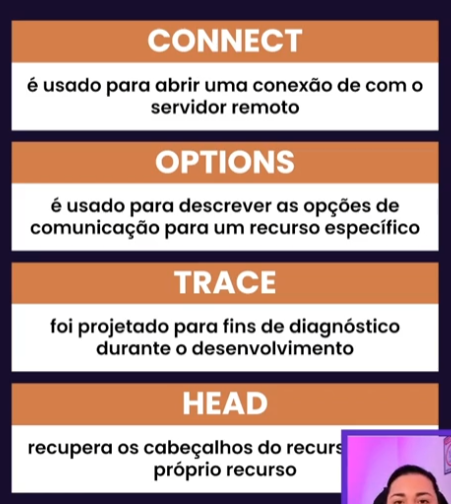 CONNECT
é usado para abrir uma conexão de com o
servidor remoto
OPTIONS
é usado para descrever as opções de
comunicação para um recurso específico
TRACE
foi projetado para fins de diagnóstico
durante o desenvolvimento
HEAD
recupera os cabeçalhos do
próprio recurso